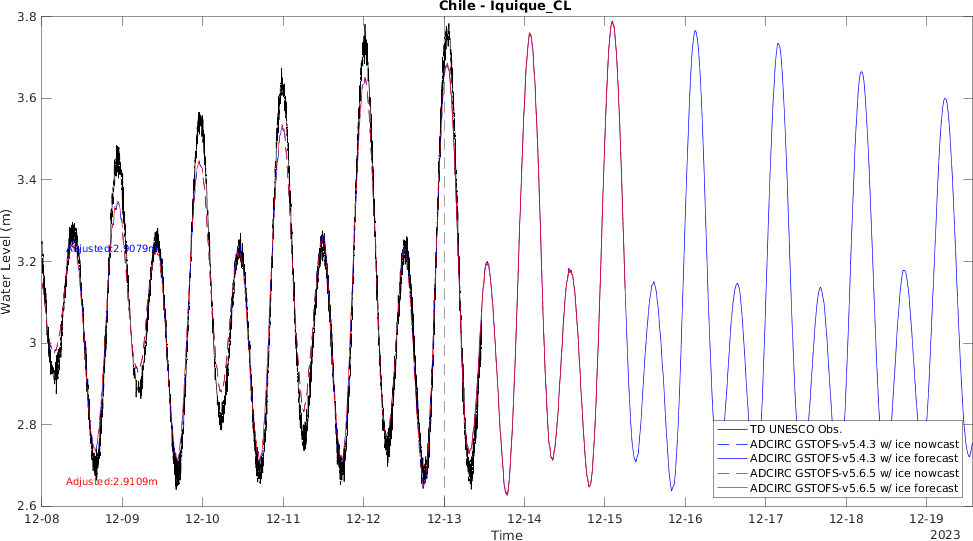 Chile - Iquique_CL
3.8
3.6
3.4
3.2
3
2.8
2.6
Water Level (m)
Adjusted:2.9079m
Adjusted:2.9109m
TD UNESCO Obs.
ADCIRC GSTOFS-v5.4.3 w/ ice nowcast
ADCIRC GSTOFS-v5.4.3 w/ ice forecast
ADCIRC GSTOFS-v5.6.5 w/ ice nowcast
ADCIRC GSTOFS-v5.6.5 w/ ice forecast
12-08 12-09 12-10 12-11 12-12 12-13 12-14 12-15 12-16 12-17 12-18 12-19
Time
2023